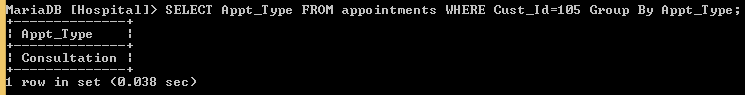 MariaDB [Hospital]> SELECT Appt_Type FROM appointments WHERE Cust_Id=105 Group By Appt_Type;
+--------------+
| Appt_Type    |
+--------------+
| Consultation |
+--------------+
1 row in set (0.038 sec)